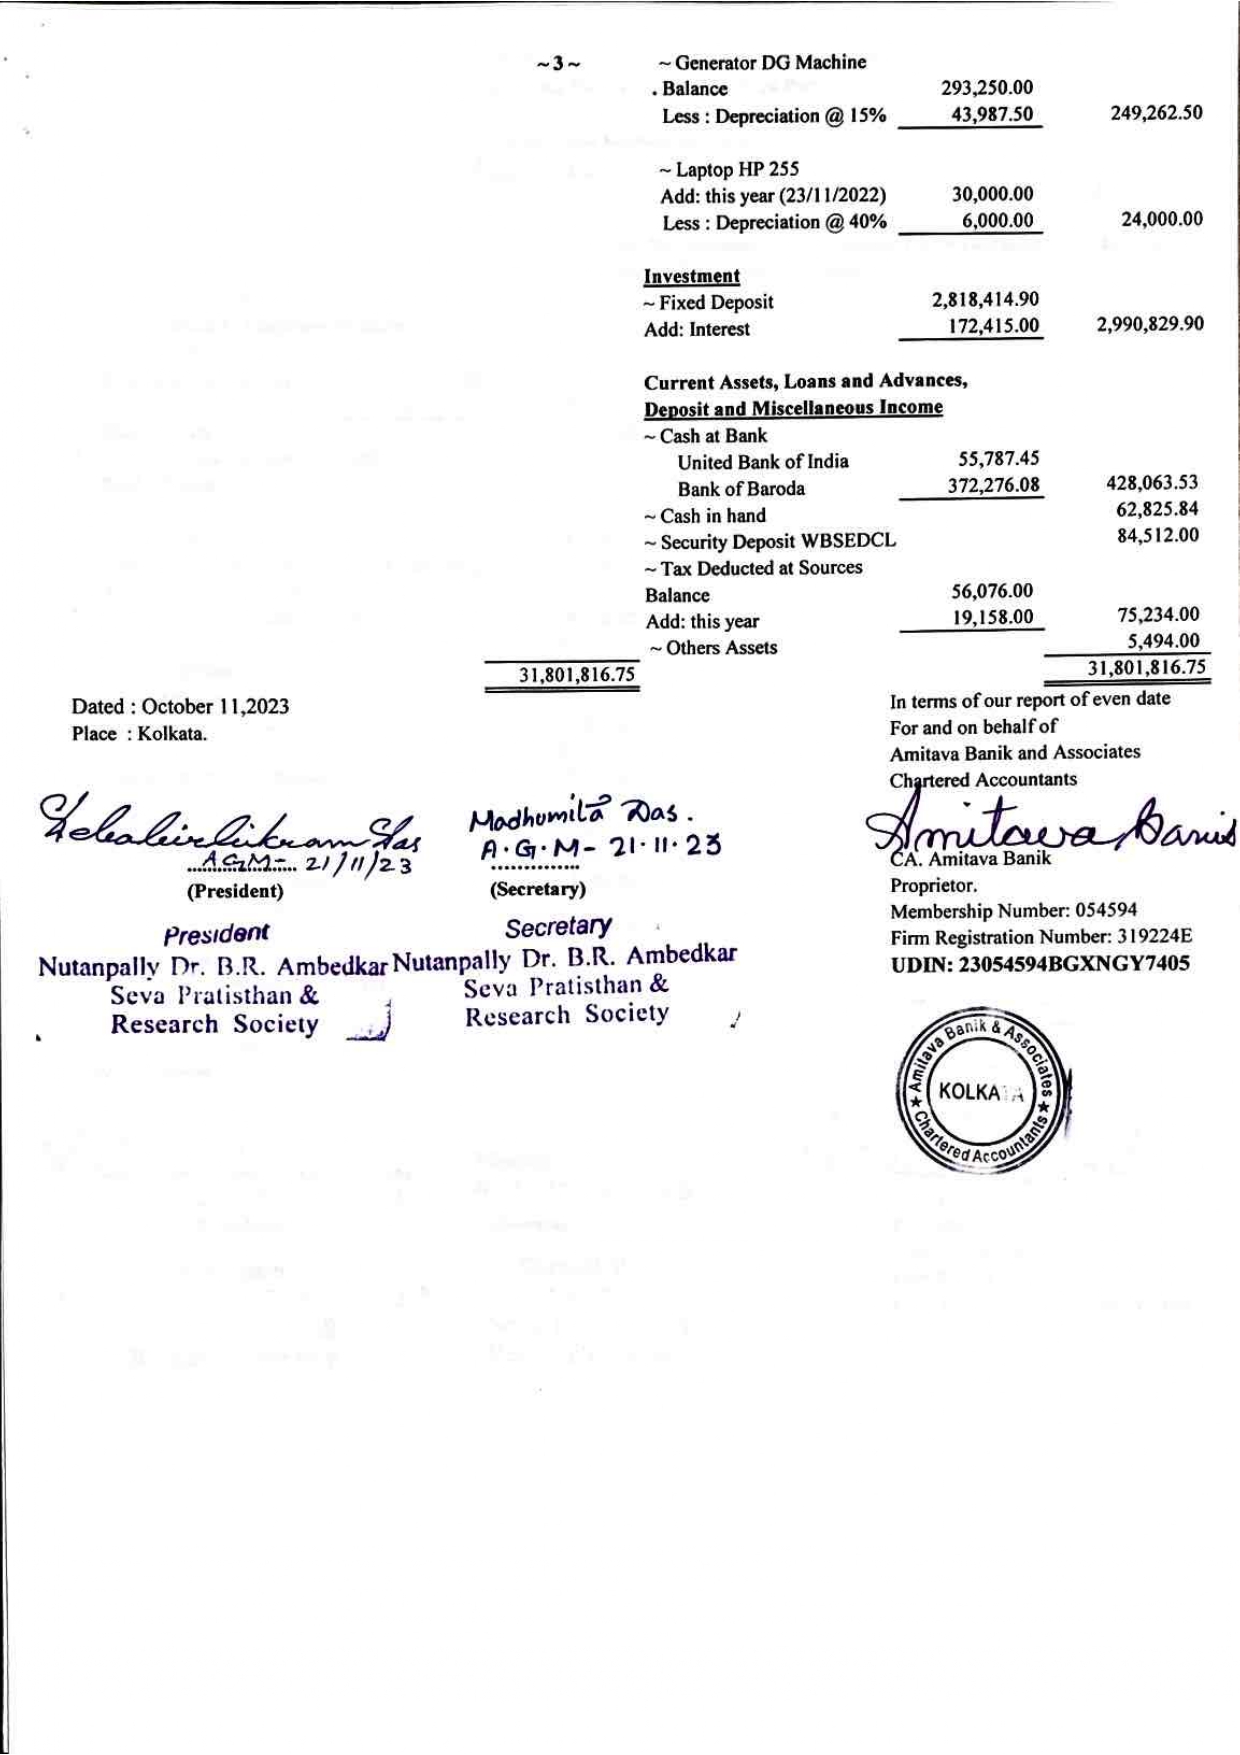 ~ 3 ~
~ Generator DG Machine
. Balance 293,250.00
Less : Depreciation @ 15% 43,987.50 249,262.50
~ Laptop HP 255
Add: this year (23/11/2022) 30,000.00
Less : Depreciation @ 40% 6,000.00 24,000.00
Investment
~ Fixed Deposit 2,818,414.90
Add: Interest 172,415.00 2,990,829.90
Current Assets, Loans and Advances,
Deposit and Miscellaneous Income
~ Cash at Bank
United Bank of India 55,787.45
Bank of Baroda 372,276.08 428,063.53
~ Cash in hand 62,825.84
~ Security Deposit WBSEDCL 84,512.00
~ Tax Deducted at Sources
Balance 56,076.00
Add: this year 19,158.00 75,234.00
~ Others Assets 5,494.00
31,801,816.75 31,801,816.75
Dated : October 11,2023
Place : Kolkata.
In terms of our report of even date
For and on behalf of
Amitava Banik and Associates
Chartered Accountants
A.G.M- 21/11/23
(President)
President
Nutanpally Dr. B.R. Ambedkar
Seva Pratisthan &
Research Society
Madhumita Das.
A.G.M- 21.11.23
(Secretary)
Secretary
Nutanpally Dr. B.R. Ambedkar
Seva Pratisthan &
Research Society
Amitava Banik
CA. Amitava Banik
Proprietor.
Membership Number: 054594
Firm Registration Number: 319224E
UDIN: 23054594BGXNGY7405
★ Amitava Banik & Associates ★
KOLKATA
Chartered Accountants